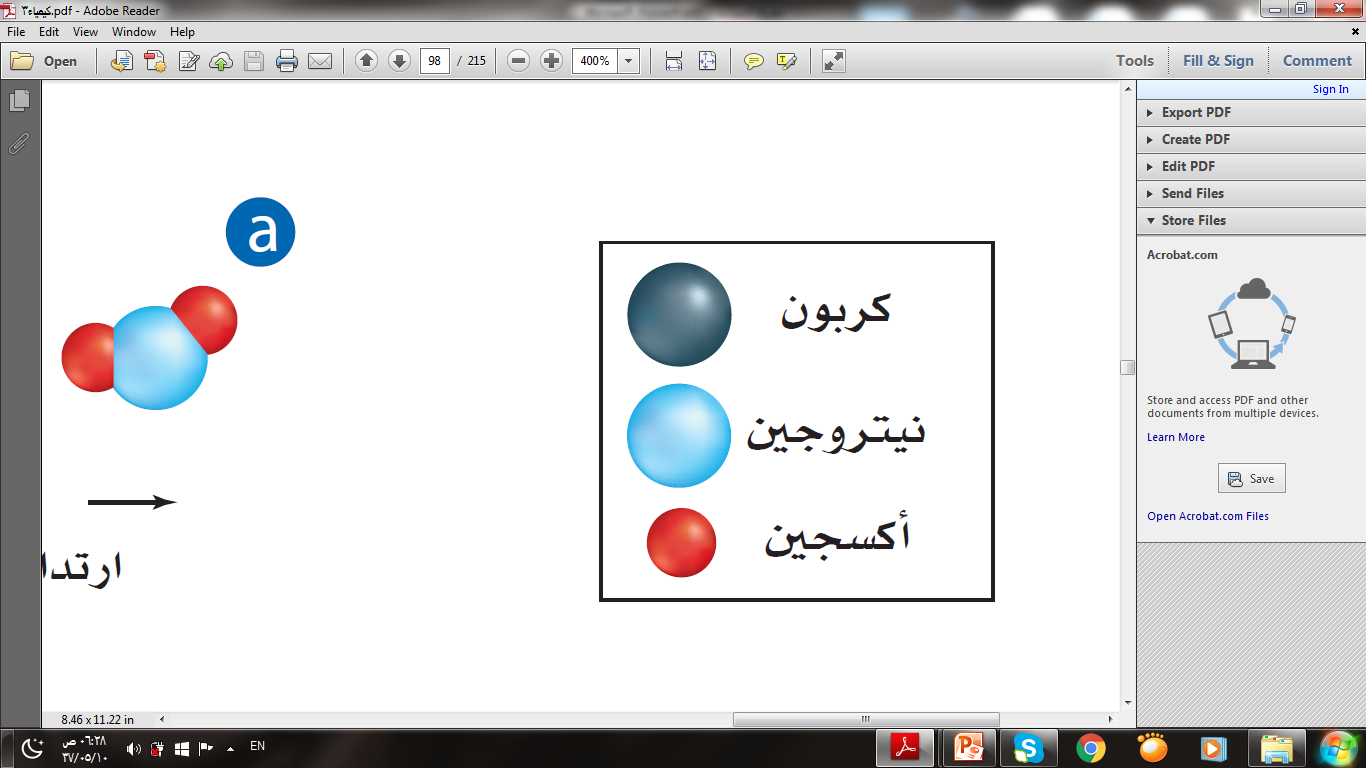 كيمياء٣.pdf - Adobe Reader
File Edit View Window Help
Open 98 / 215 400% Tools Fill & Sign Comment
Sign In
Export PDF
Create PDF
Edit PDF
Send Files
Store Files
Acrobat.com
Store and access PDF and other
documents from multiple devices.
Learn More
Save
Open Acrobat.com Files
a
كربون
نيتروجين
أكسجين
ارتدا
8.46 x 11.22 in
٠٦:٢٨ ص
٣٧/٠٥/١٠
EN